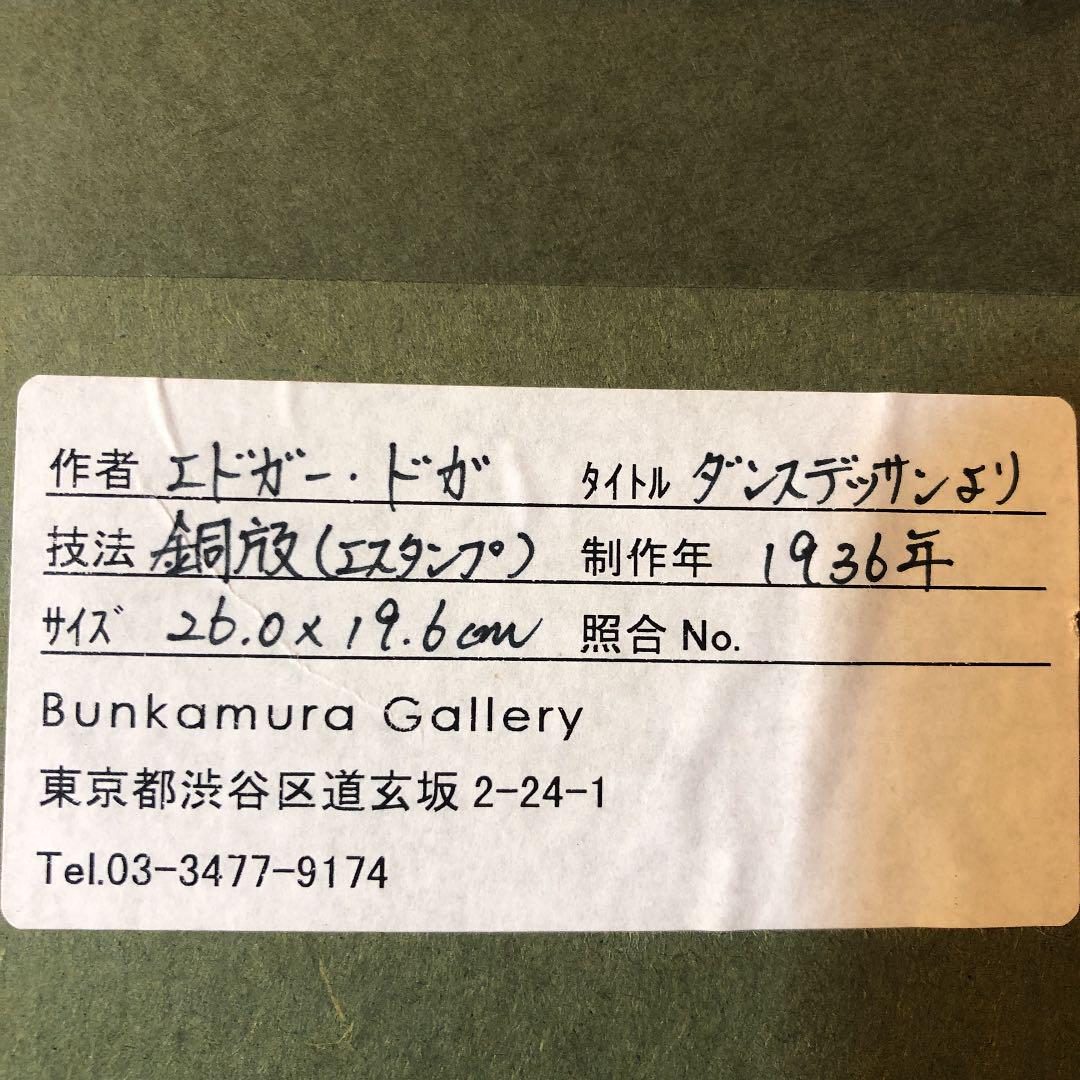 作者 エドガー・ドガ タイトル ダンスデッサンより
技法 銅版(エスタンプ) 制作年 1936年
サイズ 26.0×19.6cm 照合No.
Bunkamura Gallery
東京都渋谷区道玄坂2-24-1
Tel.03-3477-9174